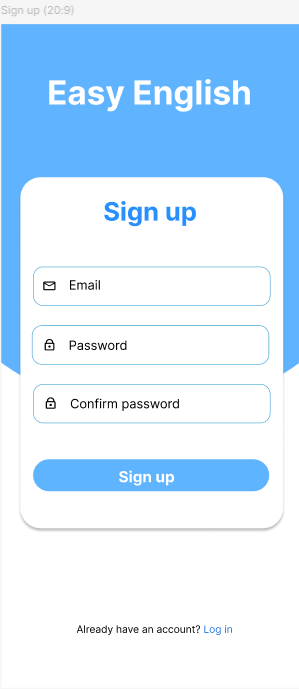 Sign up (20:9)
Easy English
Sign up
Email
Password
Confirm password
Sign up
Already have an account? Log in